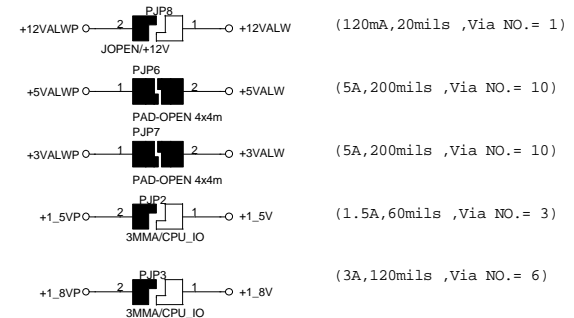 PJP8
+12VALWP 2 1 +12VALW (120mA,20mils ,Via NO.= 1)
JOPEN/+12V
PJP6
+5VALWP 1 2 +5VALW (5A,200mils ,Via NO.= 10)
PAD-OPEN 4x4m
PJP7
+3VALWP 1 2 +3VALW (5A,200mils ,Via NO.= 10)
PAD-OPEN 4x4m
PJP2
+1_5VP 2 1 +1_5V (1.5A,60mils ,Via NO.= 3)
3MMA/CPU_IO
PJP3
+1_8VP 2 1 +1_8V (3A,120mils ,Via NO.= 6)
3MMA/CPU_IO